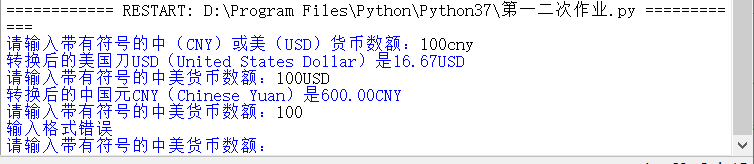 ============ RESTART: D:\Program Files\Python\Python37\第一二次作业.py =========
===
请输入带有符号的中（CNY）或美（USD）货币数额：100cny
转换后的美国刀USD（United States Dollar）是16.67USD
请输入带有符号的中美货币数额：100USD
转换后的中国元CNY（Chinese Yuan）是600.00CNY
请输入带有符号的中美货币数额：100
输入格式错误
请输入带有符号的中美货币数额：